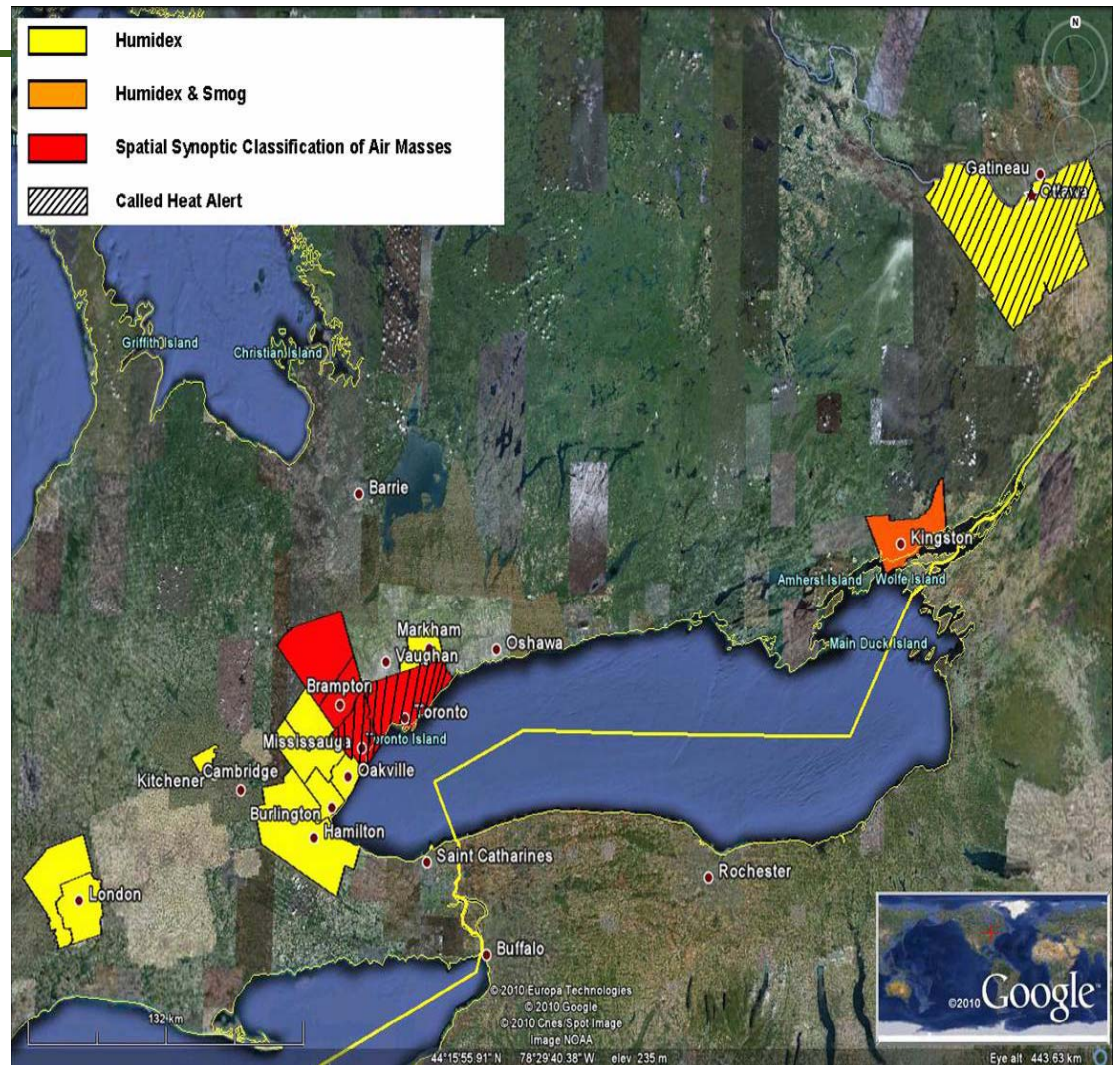 Humidex
Humidex & Smog
Spatial Synoptic Classification of Air Masses
Called Heat Alert
N
Gatineau
Ottawa
Griffith Island
Christian Island
Barrie
Kingston
Amherst Island
Wolfe Island
Main Duck Island
Markham
Vaughan
Oshawa
Brampton
Toronto
Mississauga
Toronto Island
Oakville
Cambridge
Kitchener
Burlington
Hamilton
Saint Catharines
London
Rochester
Buffalo
© 2010 Europa Technologies
© 2010 Google
© 2010 Cnes/Spot Image
Image NOAA
©2010 Google™
132 km
44°15'55.91" N 78°29'40.38" W elev 235 m
Eye alt 443.63 km